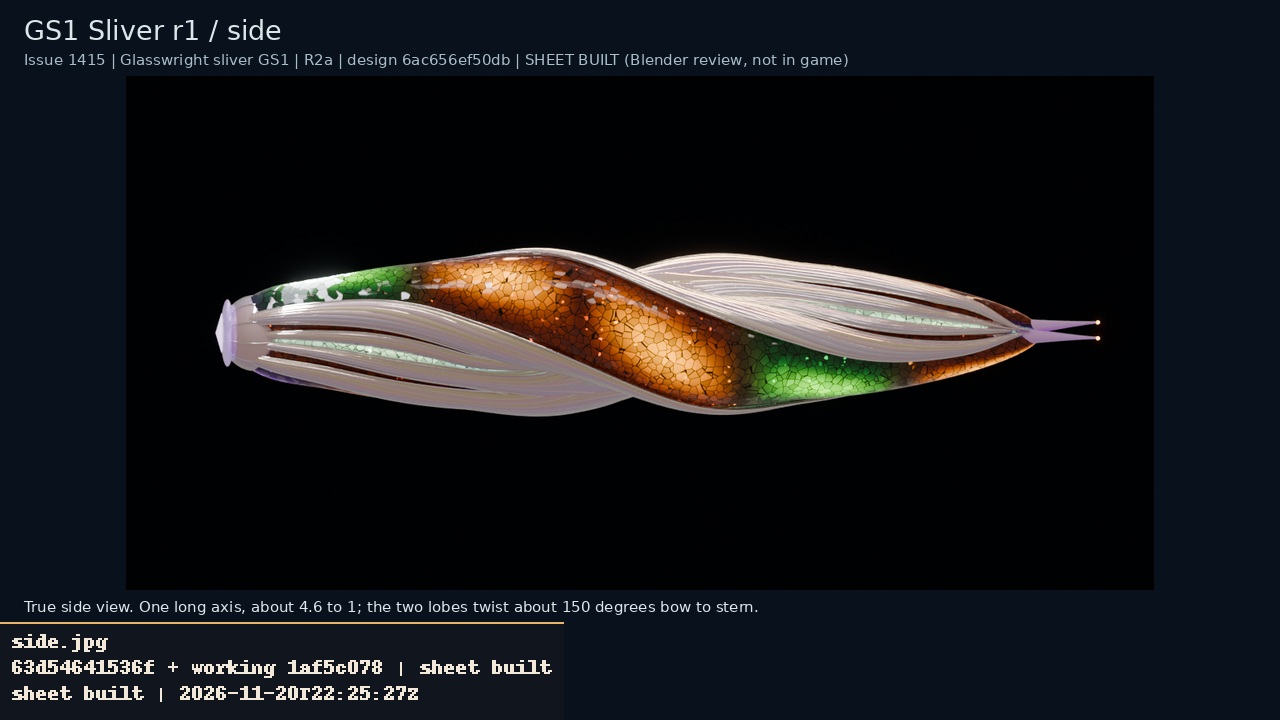 GS1 Sliver r1 / side
Issue 1415 | Glasswright sliver GS1 | R2a | design 6ac656ef50db | SHEET BUILT (Blender review, not in game)
True side view. One long axis, about 4.6 to 1; the two lobes twist about 150 degrees bow to stern.
side.jpg
63d54641536f + working 1af5c078 | sheet built
sheet built | 2026-11-20T22:25:27Z